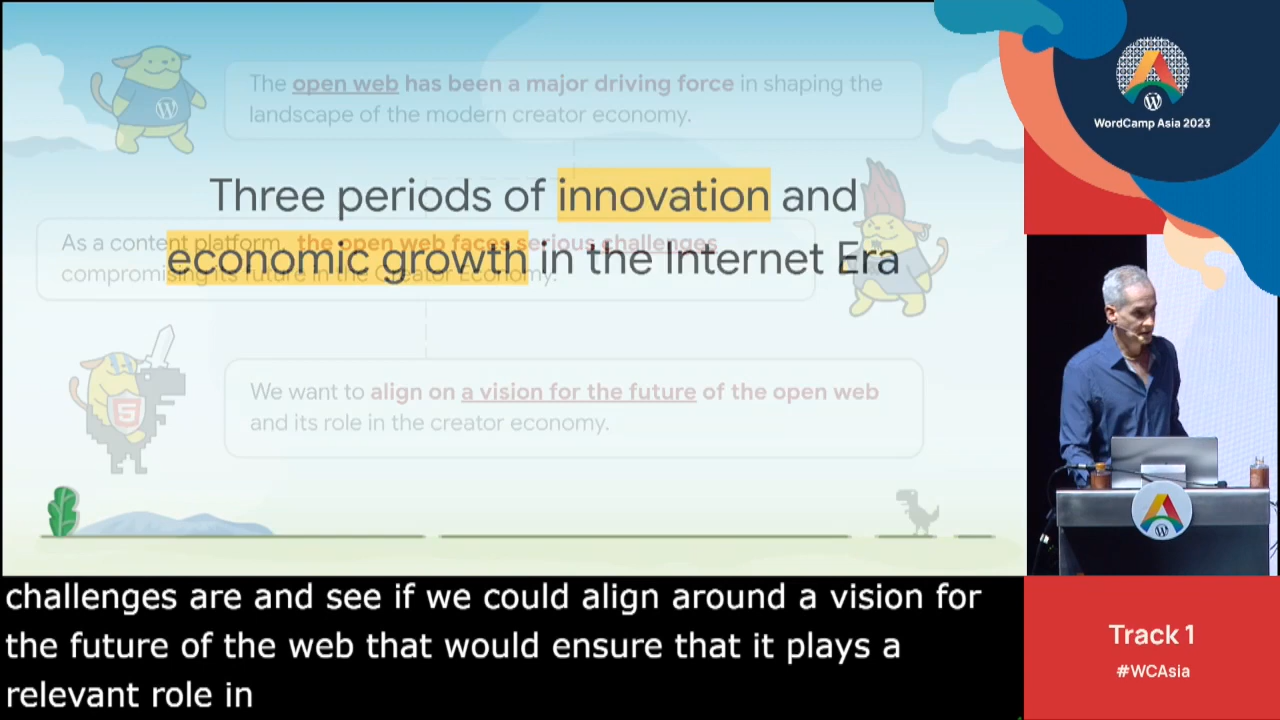 The open web has been a major driving force in shaping the
landscape of the modern creator economy.
Three periods of innovation and
economic growth in the Internet Era
As a content platform, the open web faces serious challenges
compromising its future in the Creator Economy.
We want to align on a vision for the future of the open web
and its role in the creator economy.
challenges are and see if we could align around a vision for
the future of the web that would ensure that it plays a
relevant role in
WordCamp Asia 2023
Track 1
#WCAsia